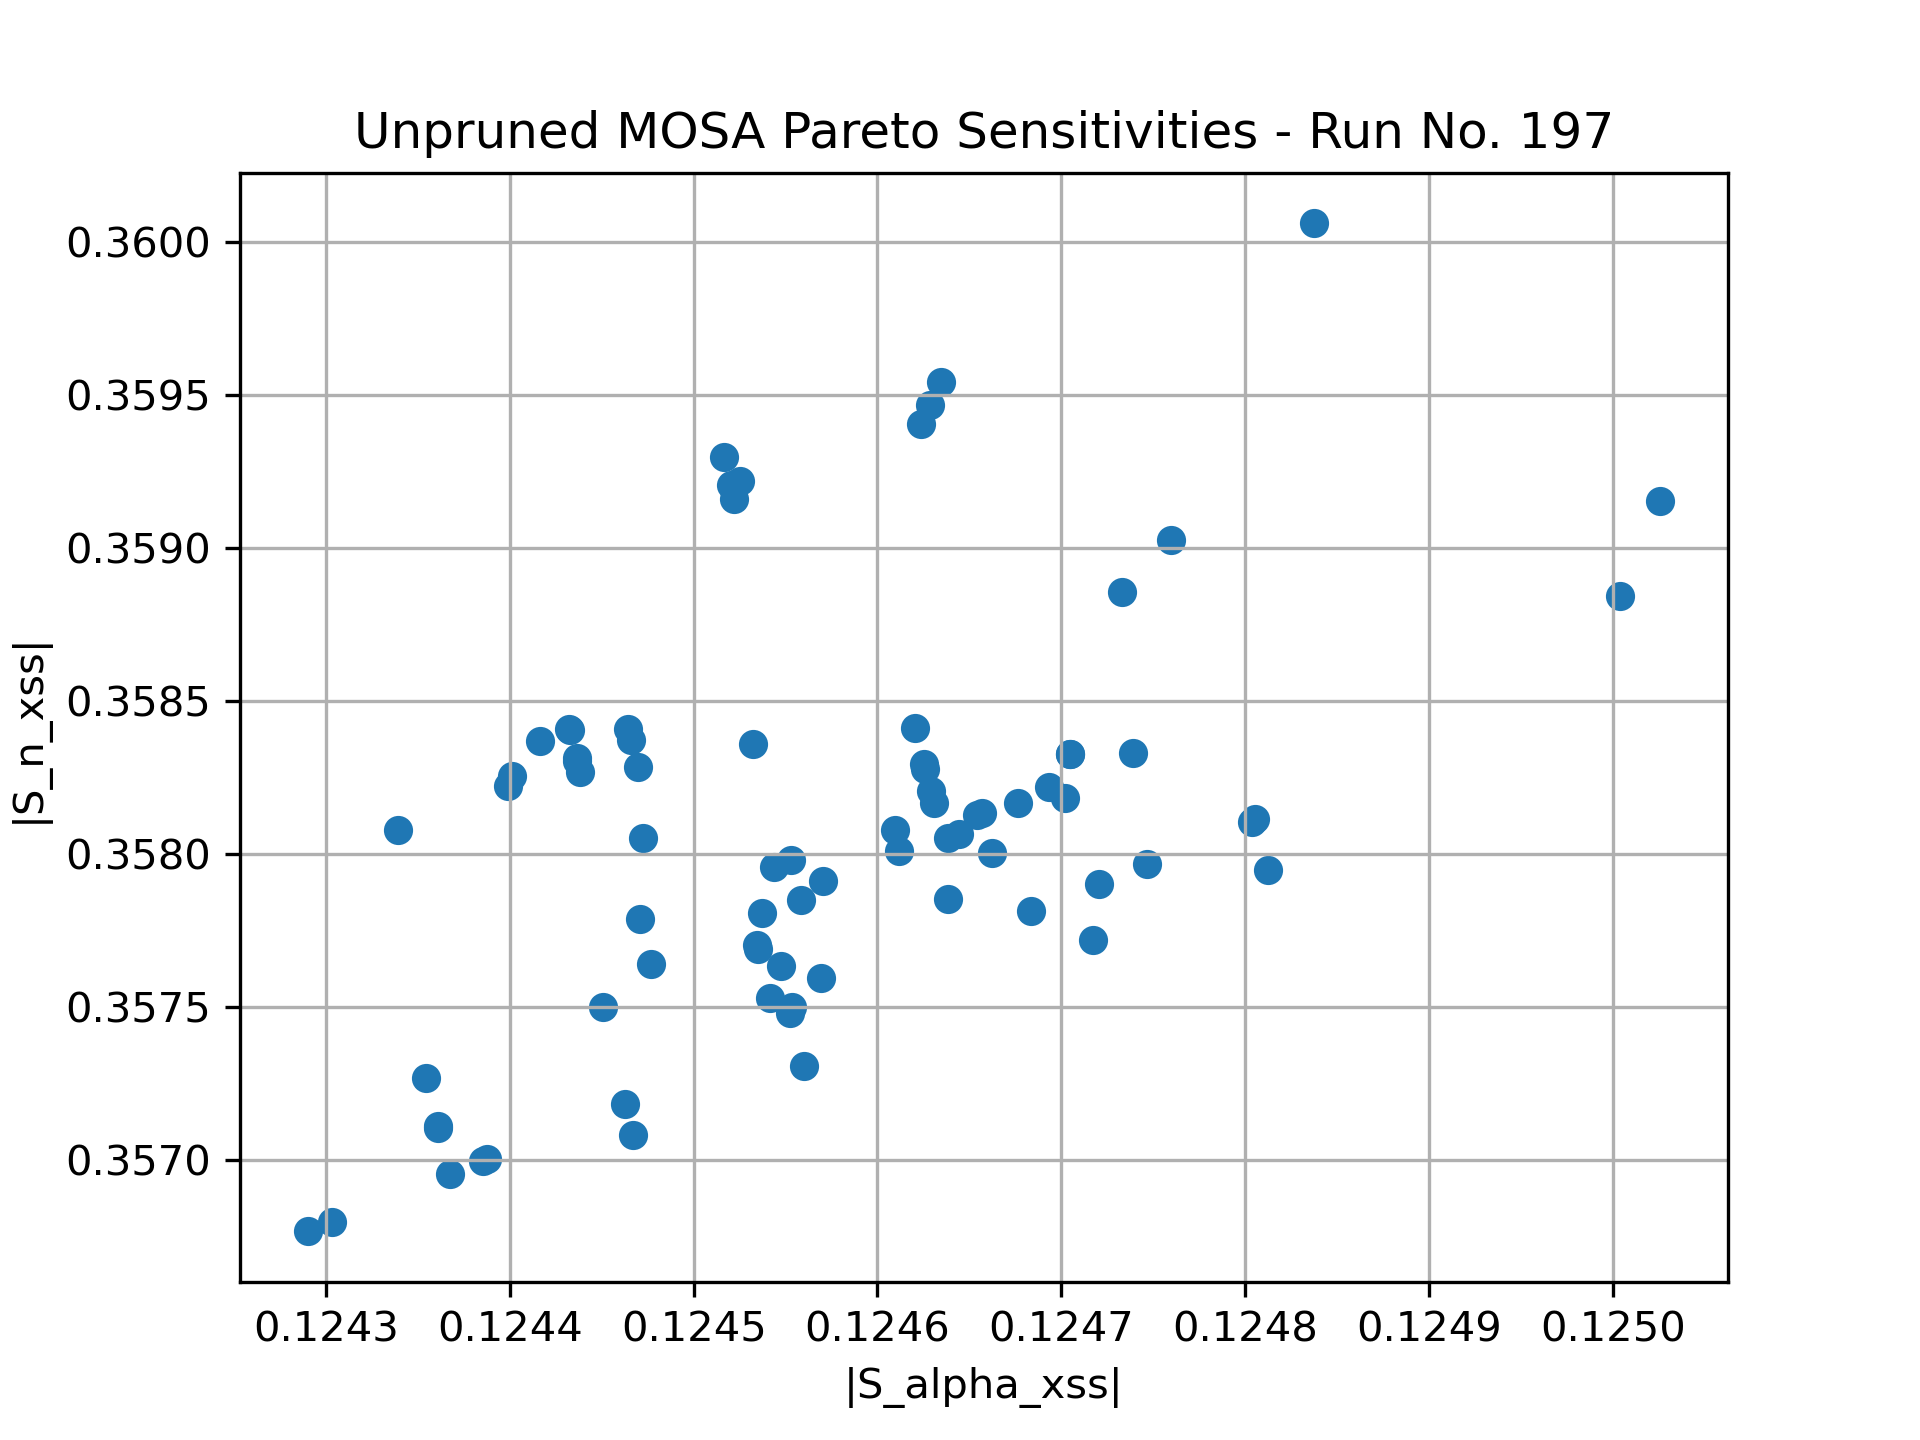 Unpruned MOSA Pareto Sensitivities - Run No. 197
0.3600
0.3595
0.3590
0.3585
0.3580
0.3575
0.3570
|S_n_xss|
0.1243 0.1244 0.1245 0.1246 0.1247 0.1248 0.1249 0.1250
|S_alpha_xss|